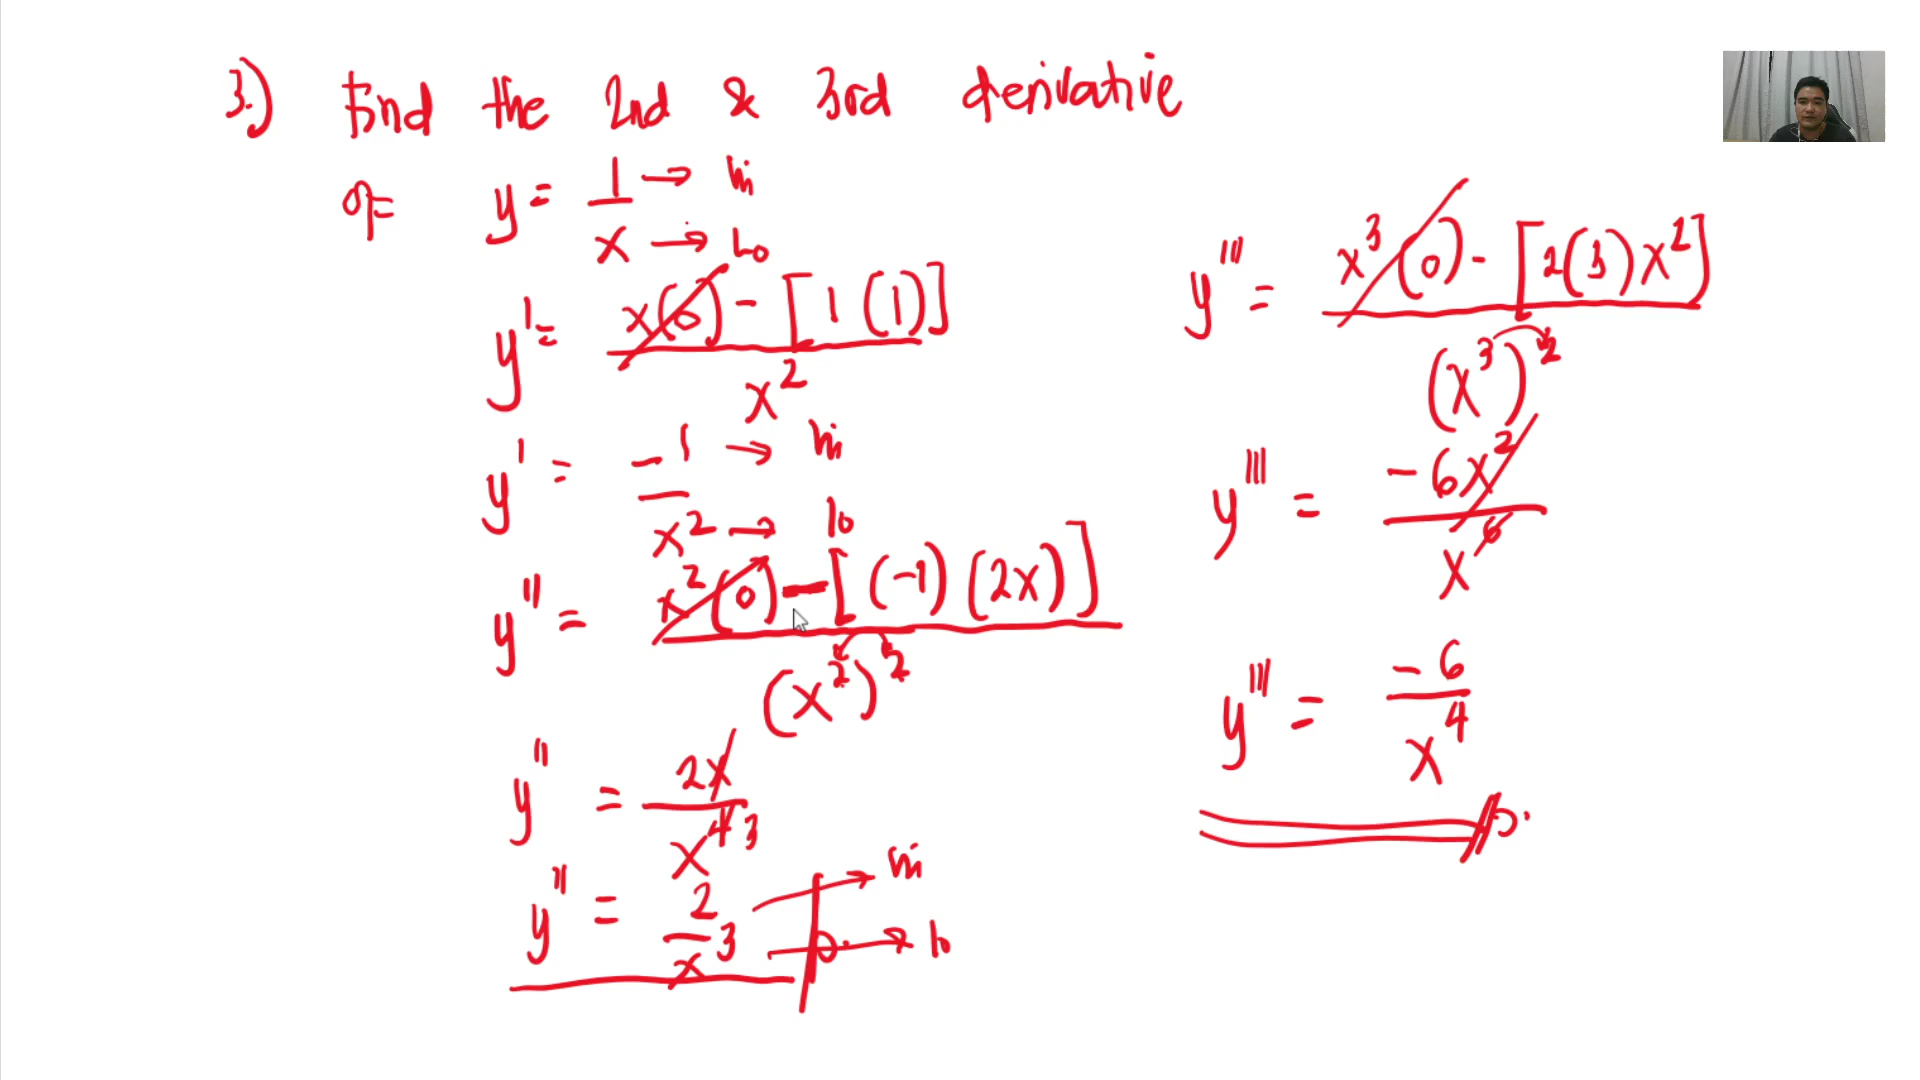 3.) Find the 2nd & 3rd derivative
of y = 1/x → hi → Lo
y' = (x(0) - [1(1)]) / x²
y' = -1/x² → hi → lo
y'' = (x²(0) - [(-1)(2x)]) / (x²)²
y'' = 2x / x⁴ 3
y'' = 2/x³ → hi → lo
y''' = (x³(0) - [2(3)x²]) / (x³)²
y''' = -6x² / x⁶
y''' = -6 / x⁴